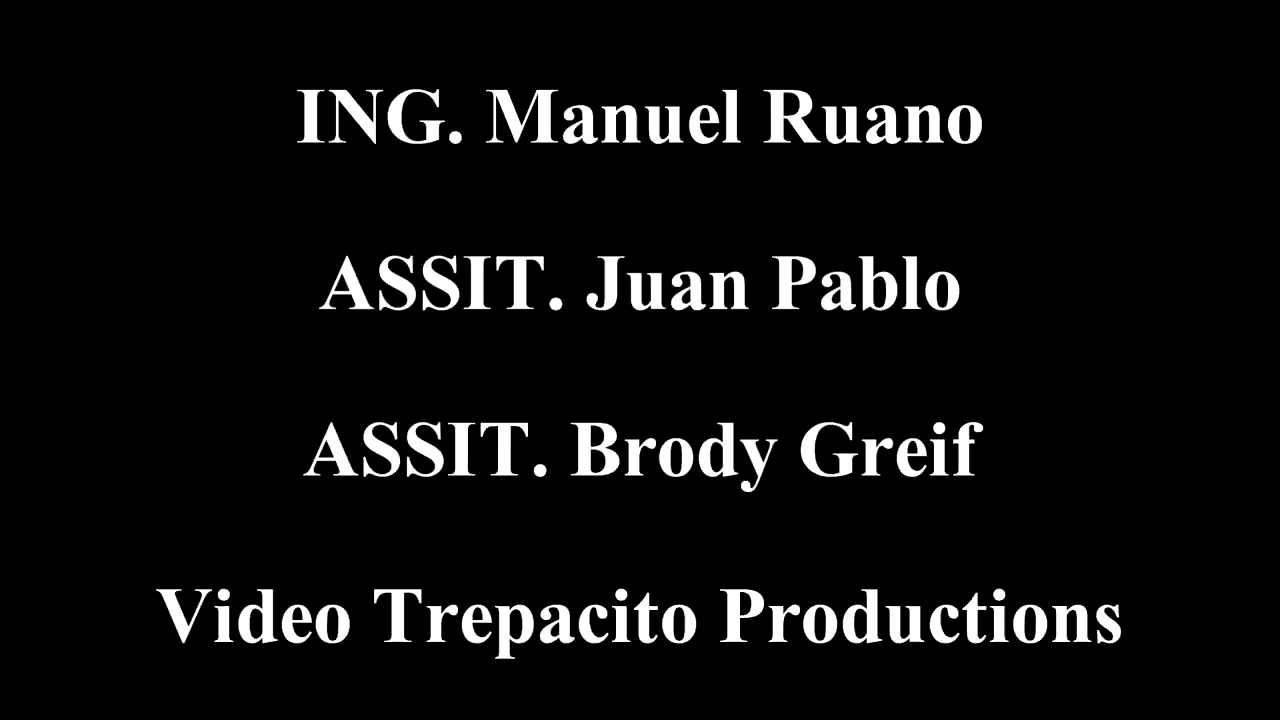 ING. Manuel Ruano
ASSIT. Juan Pablo
ASSIT. Brody Greif
Video Trepacito Productions